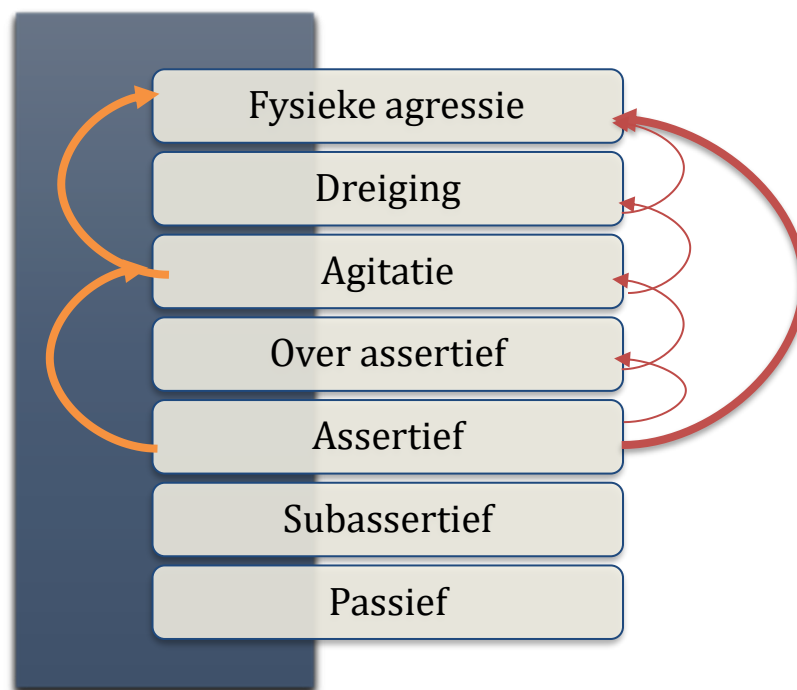 Fysieke agressie
Dreiging
Agitatie
Over assertief
Assertief
Subassertief
Passief